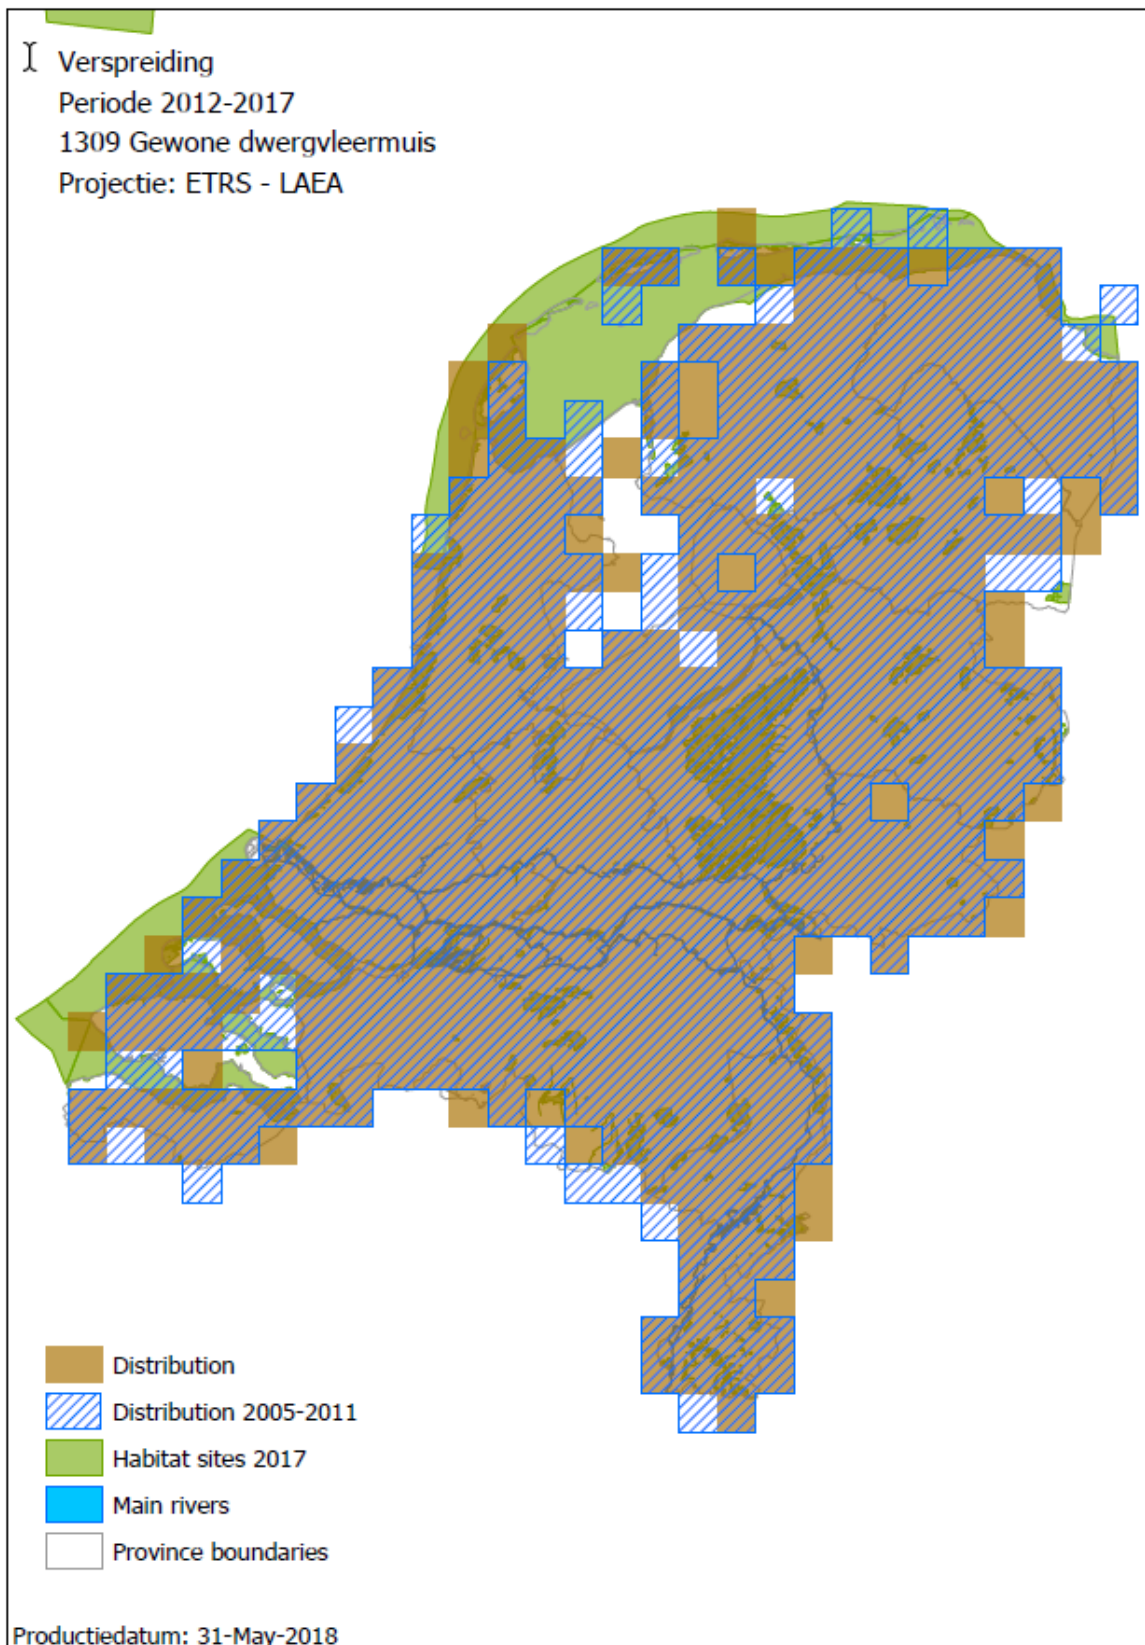 Verspreiding
Periode 2012-2017
1309 Gewone dwergvleermuis
Projectie: ETRS - LAEA
Distribution
Distribution 2005-2011
Habitat sites 2017
Main rivers
Province boundaries
Productiedatum: 31-May-2018